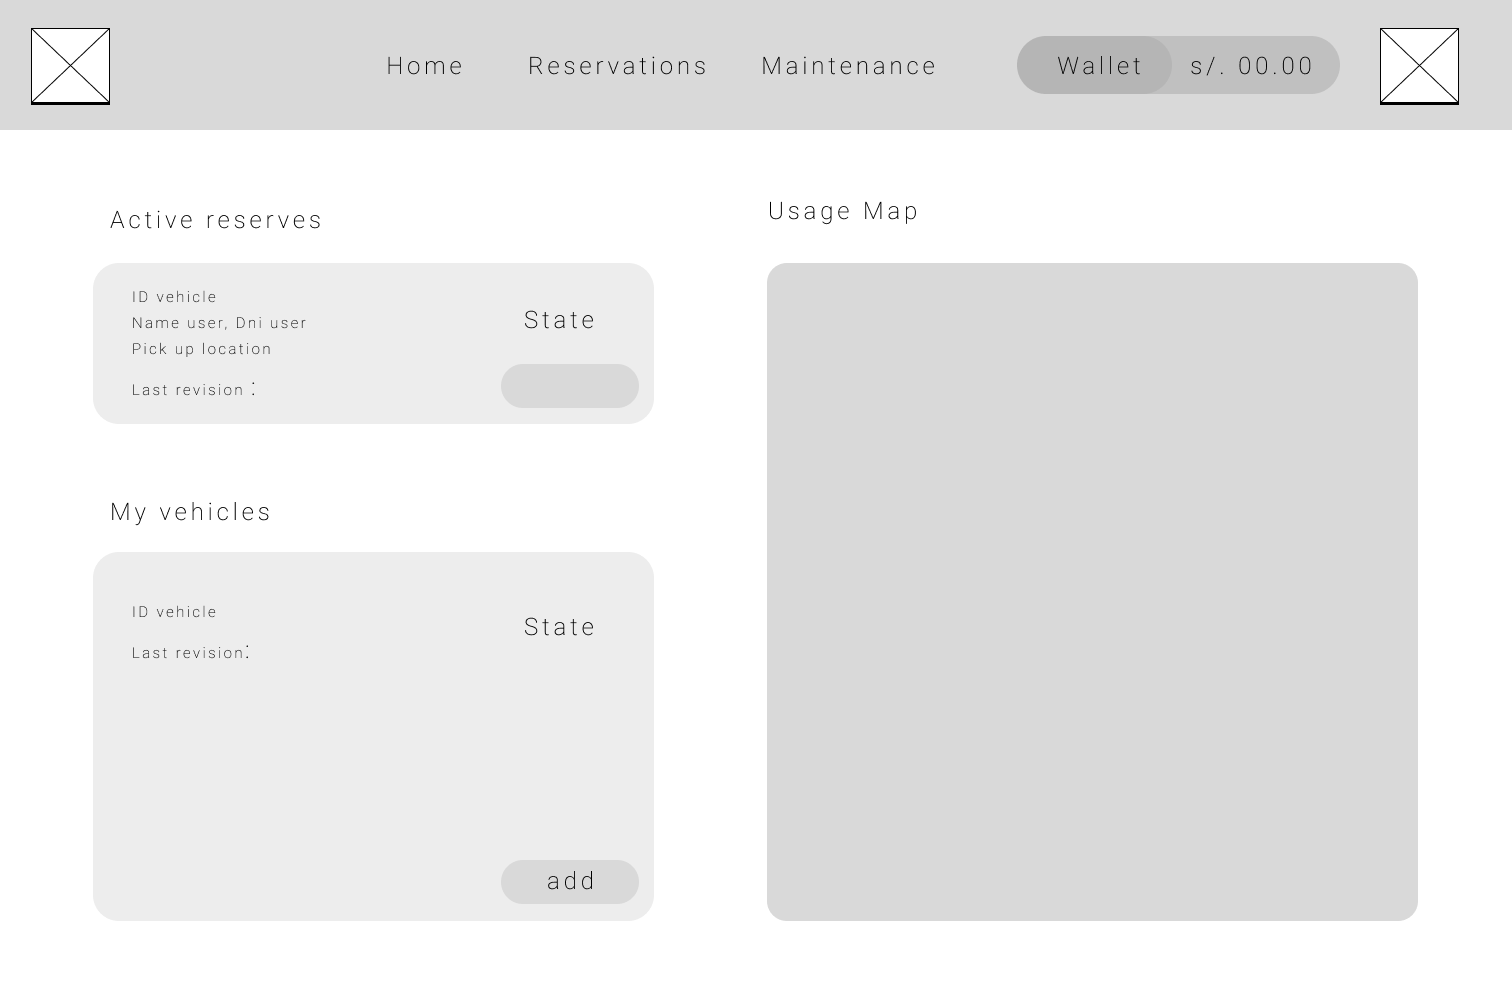 Home Reservations Maintenance Wallet s/. 00.00
Active reserves
ID vehicle
Name user, Dni user
Pick up location
Last revision :
State
My vehicles
ID vehicle
Last revision:
State
add
Usage Map